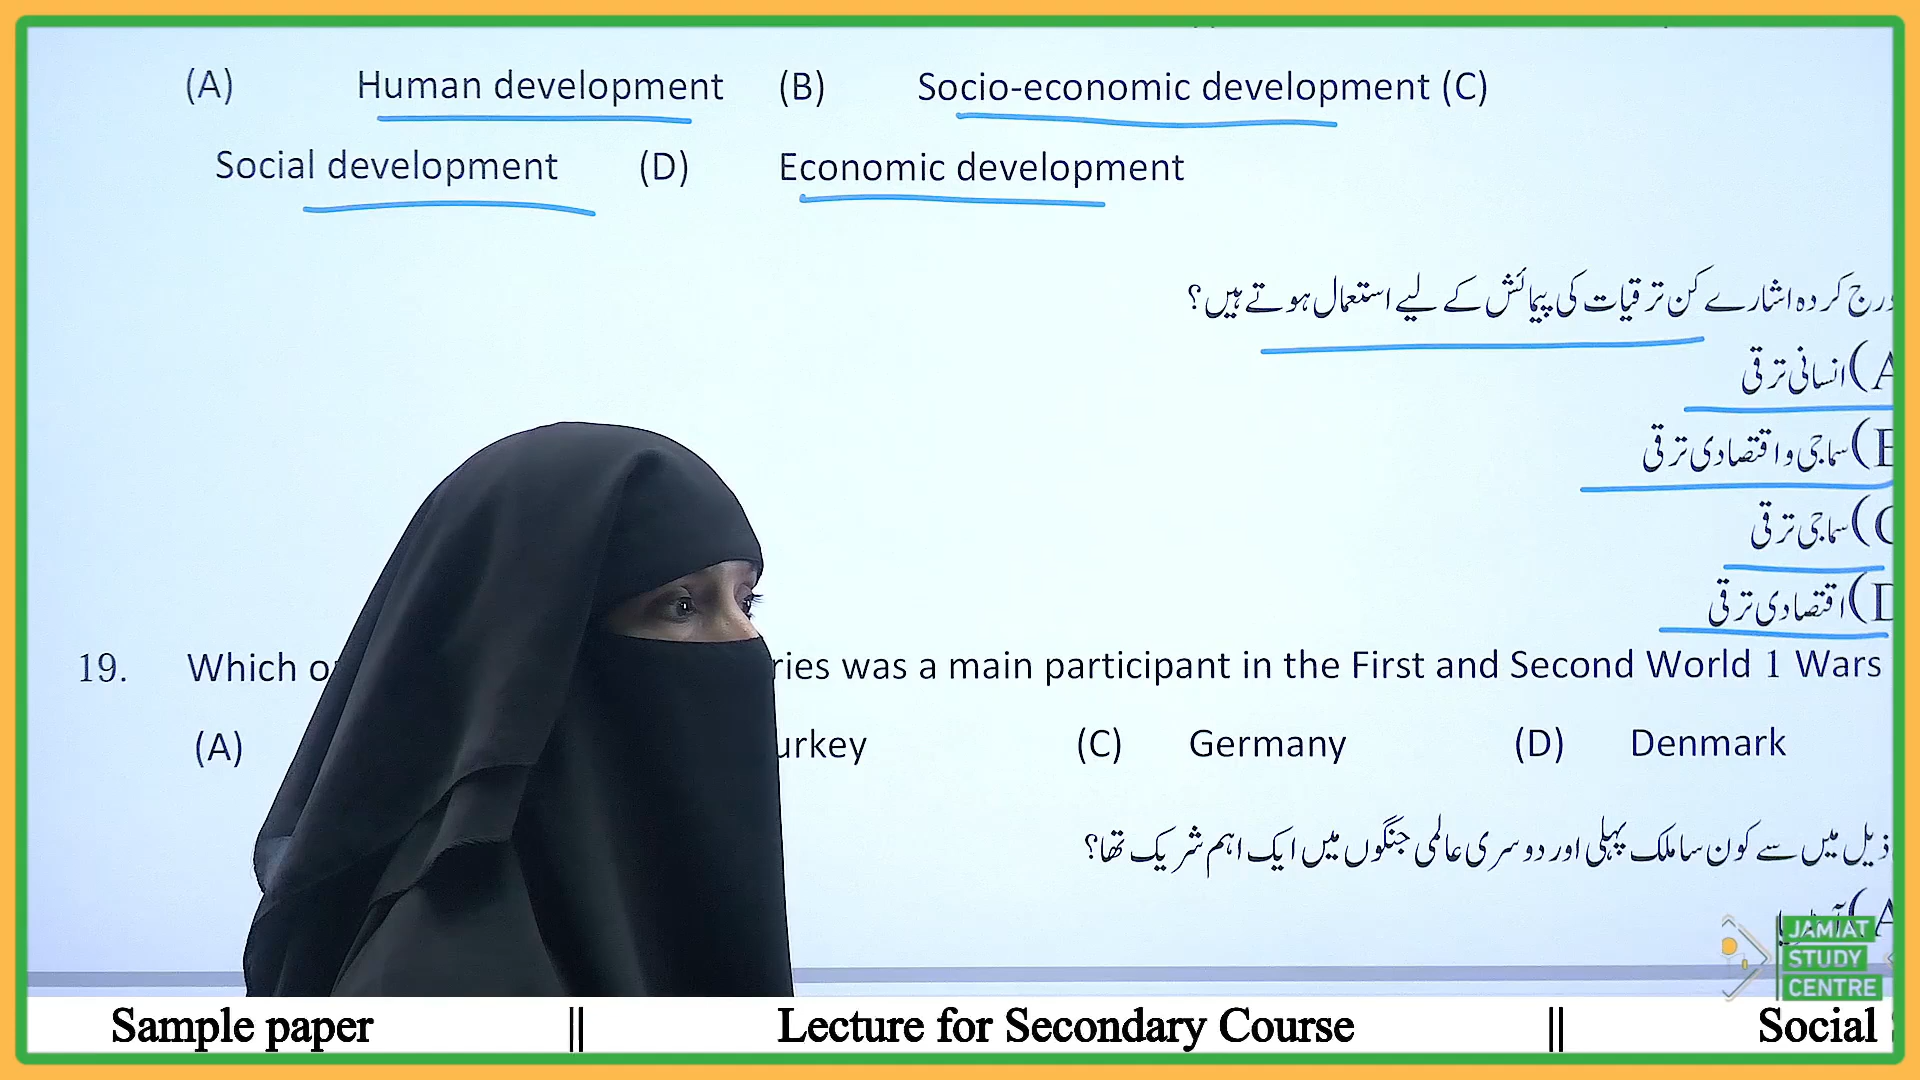 (A) Human development (B) Socio-economic development (C)
Social development (D) Economic development
درج کردہ اشارے کن ترقیات کی پیمائش کے لیے استعمال ہوتے ہیں؟
(A انسانی ترقی
(B سماجی و اقتصادی ترقی
(C سماجی ترقی
(D اقتصادی ترقی
19. Which ries was a main participant in the First and Second World 1 Wars
(A) urkey (C) Germany (D) Denmark
ذیل میں سے کون سا ملک پہلی اور دوسری عالمی جنگوں میں ایک اہم شریک تھا؟
(A
JAMIAT
STUDY
CENTRE
Sample paper || Lecture for Secondary Course || Social